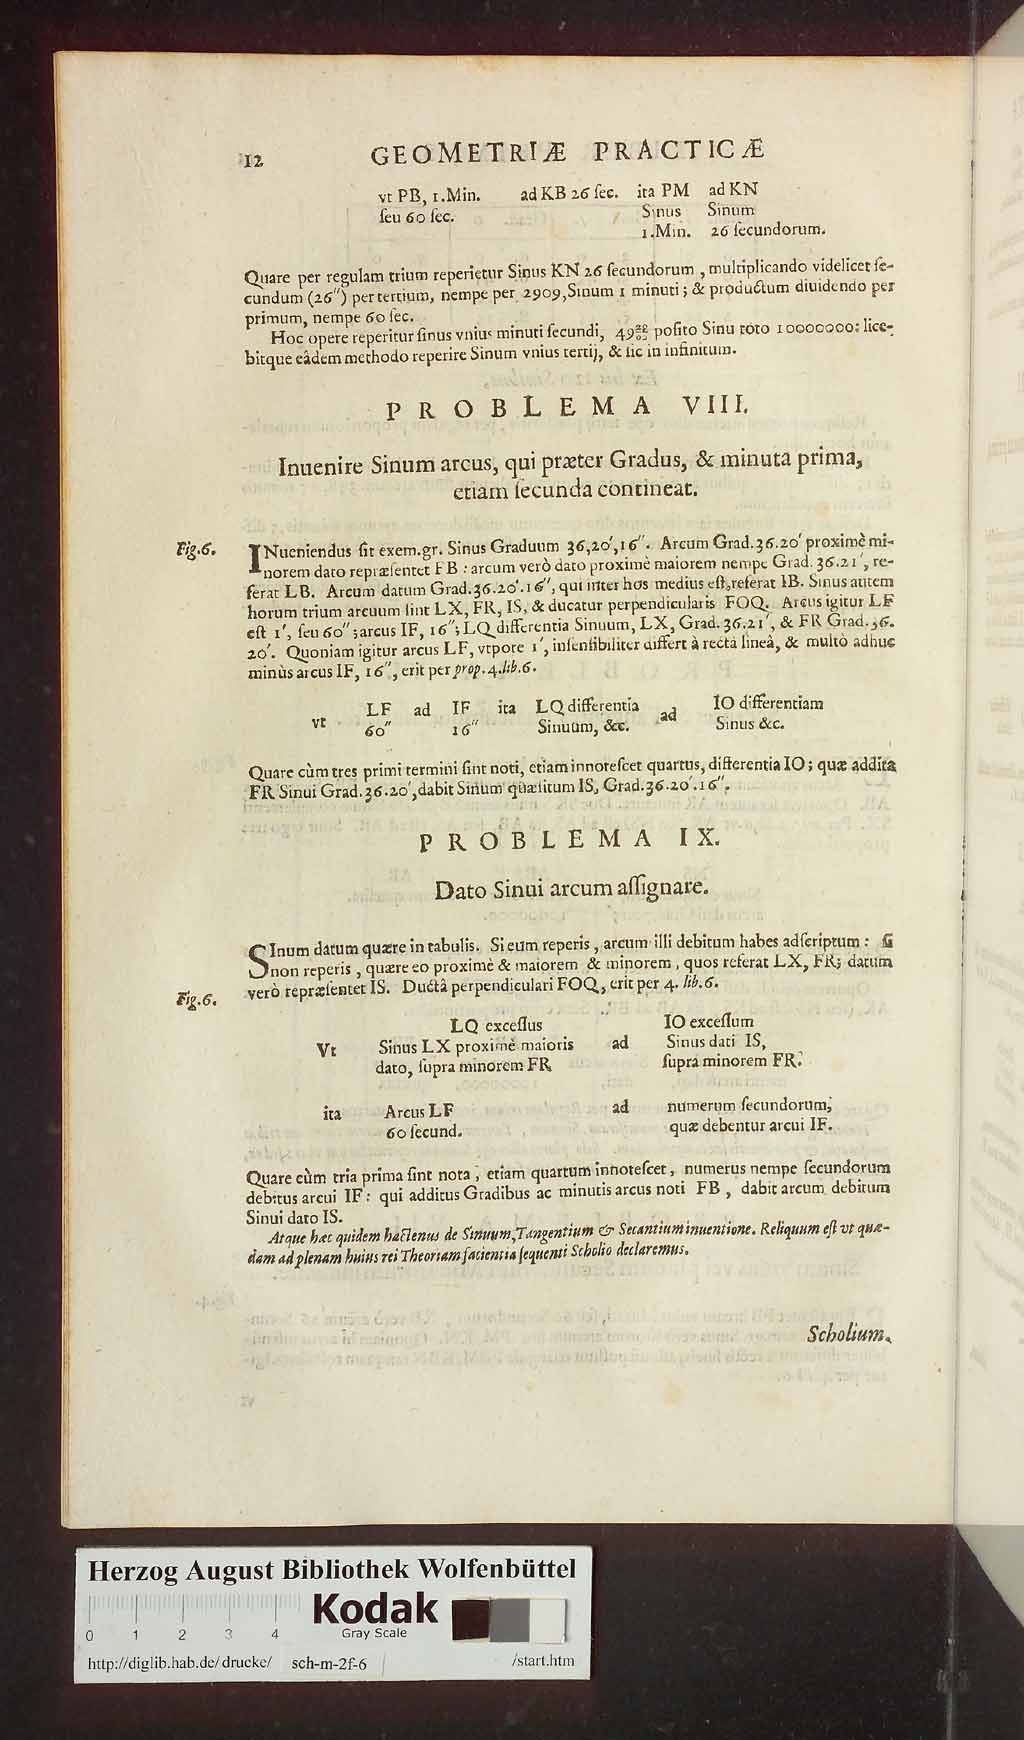 12 GEOMETRIÆ PRACTICÆ
vt PB, 1. Min. ad KB 26 ſec. ita PM ad KN
ſeu 60 ſec. Sinus Sinum
1. Min. 26 ſecundorum.
Quare per regulam trium reperietur Sinus KN 26 ſecundorum, multiplicando videlicet ſe-
cundum (26″) per tertium, nempe per 2909, Sinum 1 minuti; & productum diuidendo per
primum, nempe 60 ſec.
Hoc opere reperitur ſinus vnius minuti ſecundi, 49 poſito Sinu toto 10000000: lice-
bitque eâdem methodo reperire Sinum vnius tertij, & ſic in infinitum.
PROBLEMA VIII.
Inuenire Sinum arcus, qui præter Gradus, & minuta prima,
etiam ſecunda contineat.
Fig. 6. INueniendus ſit exem. gr. Sinus Graduum 36,20′,16″. Arcum Grad. 36.20′ proximè mi-
norem dato repræſentet FB: arcum verò dato proximè maiorem nempe Grad. 36.21′, re-
ferat LB. Arcum datum Grad. 36.20′.16″, qui inter hos medius eſt, referat IB. Sinus autem
horum trium arcuum ſint LX, FR, IS, & ducatur perpendicularis FOQ. Arcus igitur LF
eſt 1′, ſeu 60″; arcus IF, 16″; LQ differentia Sinuum, LX, Grad. 36.21′, & FR Grad. 36.
20′. Quoniam igitur arcus LF, vtpote 1′, inſenſibiliter differt à rectâ lineâ, & multò adhuc
minùs arcus IF, 16″, erit per prop. 4. lib. 6.
vt LF ad IF ita LQ differentia ad IO differentiam
60″ 16″ Sinuum, &c. Sinus &c.
Quare cùm tres primi termini ſint noti, etiam innoteſcet quartus, differentia IO; quæ addita
FR Sinui Grad. 36.20′, dabit Sinum quæſitum IS, Grad. 36.20′.16″.
PROBLEMA IX.
Dato Sinui arcum aſſignare.
SInum datum quære in tabulis. Si eum reperis, arcum illi debitum habes adſcriptum: ſi
non reperis, quære eo proximè & maiorem & minorem, quos referat LX, FR; datum
Fig. 6. verò repræſentet IS. Ductâ perpendiculari FOQ, erit per 4. lib. 6.
LQ exceſſus IO exceſſum
Vt Sinus LX proximè maioris ad Sinus dati IS,
dato, ſupra minorem FR ſupra minorem FR.
ita Arcus LF ad numerum ſecundorum,
60 ſecund. quæ debentur arcui IF.
Quare cùm tria prima ſint nota, etiam quartum innoteſcet, numerus nempe ſecundorum
debitus arcui IF: qui additus Gradibus ac minutis arcus noti FB, dabit arcum debitum
Sinui dato IS.
Atque hæc quidem hactenus de Sinuum, Tangentium & Secantium inuentione. Reliquum eſt vt quæ-
dam ad plenam huius rei Theoriam facientia ſequenti Scholio declaremus.
Scholium.
Herzog August Bibliothek Wolfenbüttel
Kodak
Gray Scale
0 1 2 3 4
http://diglib.hab.de/drucke/ sch-m-2f-6 /start.htm